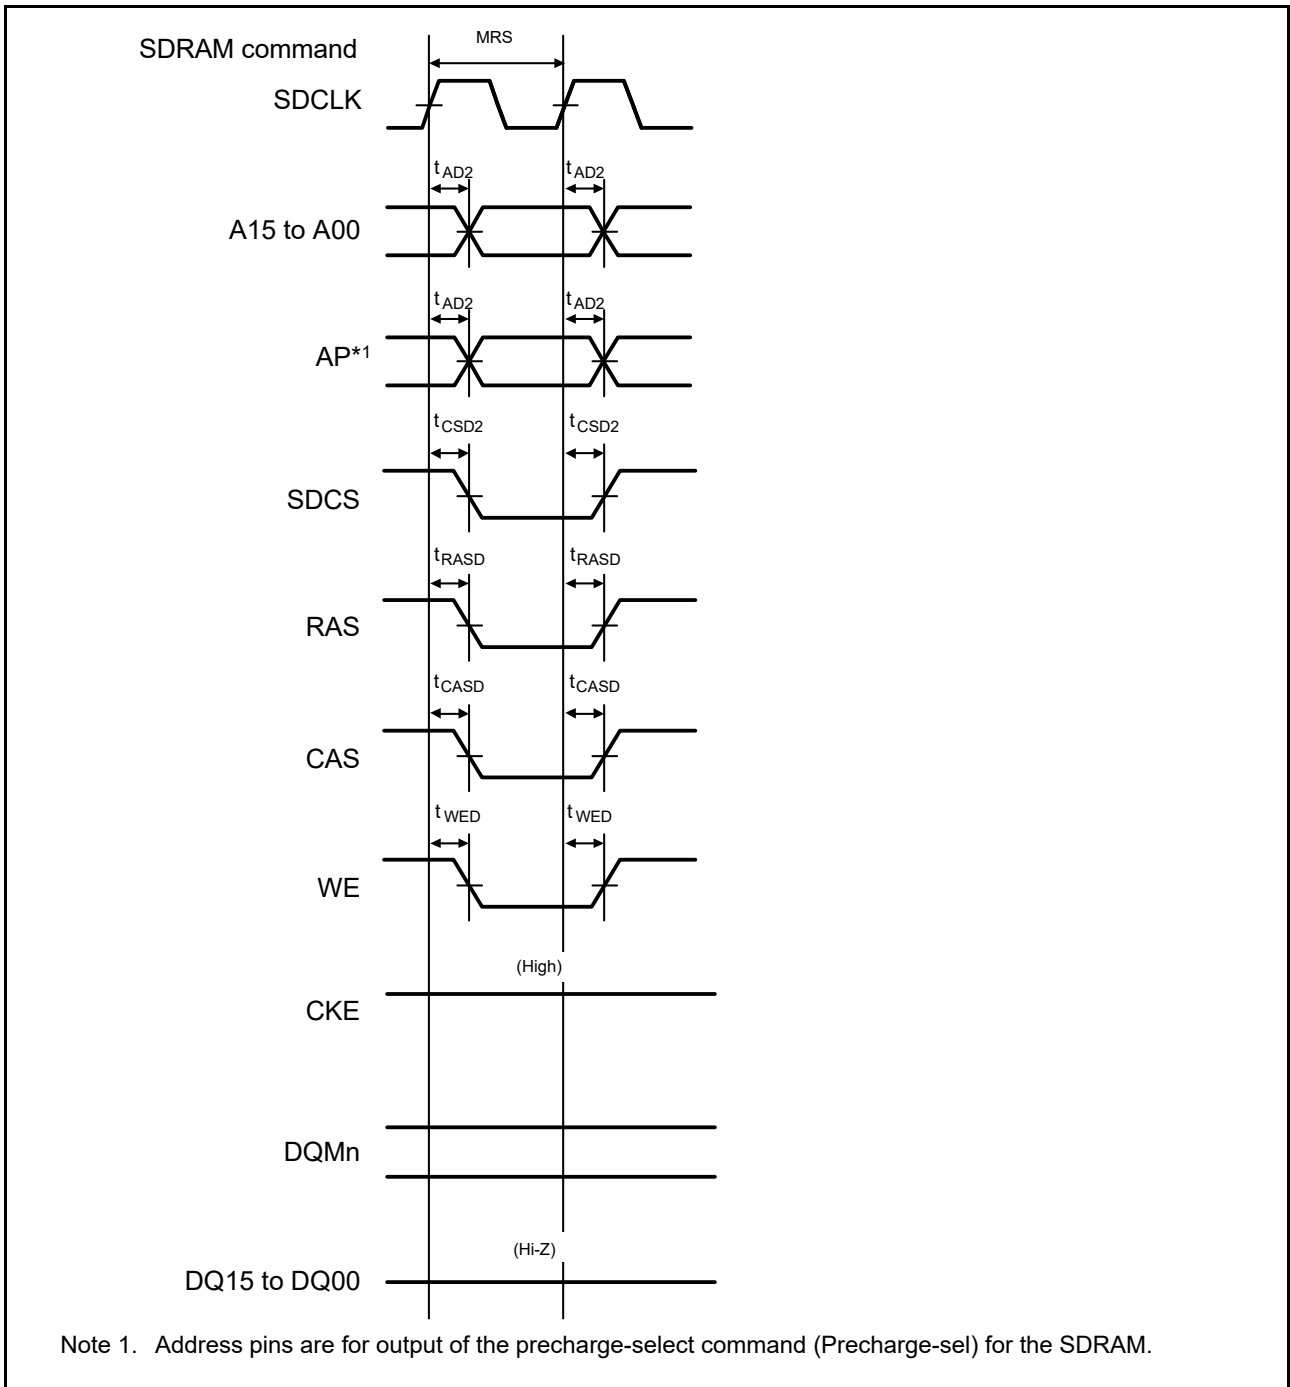 SDRAM command
MRS
SDCLK
tAD2 tAD2
A15 to A00
tAD2 tAD2
AP*1
tCSD2 tCSD2
SDCS
tRASD tRASD
RAS
tCASD tCASD
CAS
tWED tWED
WE
(High)
CKE
DQMn
(Hi-Z)
DQ15 to DQ00
Note 1. Address pins are for output of the precharge-select command (Precharge-sel) for the SDRAM.